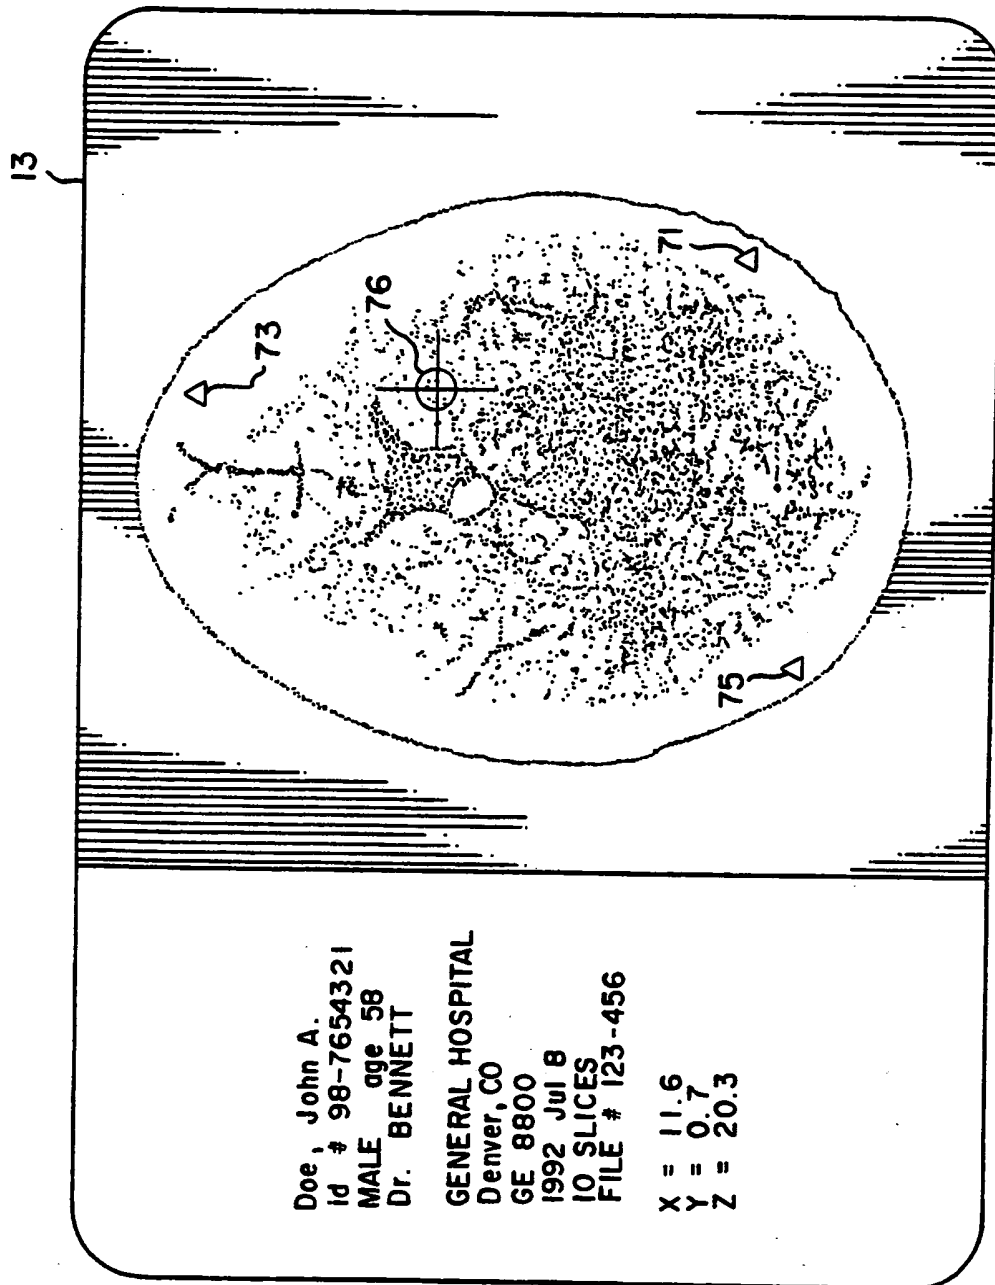 Doe, John A.
Id # 98-7654321
MALE age 58
Dr. BENNETT
GENERAL HOSPITAL
Denver, CO
GE 8800
1992 Jul 8
10 SLICES
FILE # 123-456
X = 11.6
Y = 0.7
Z = 20.3
13
73
76
71
75